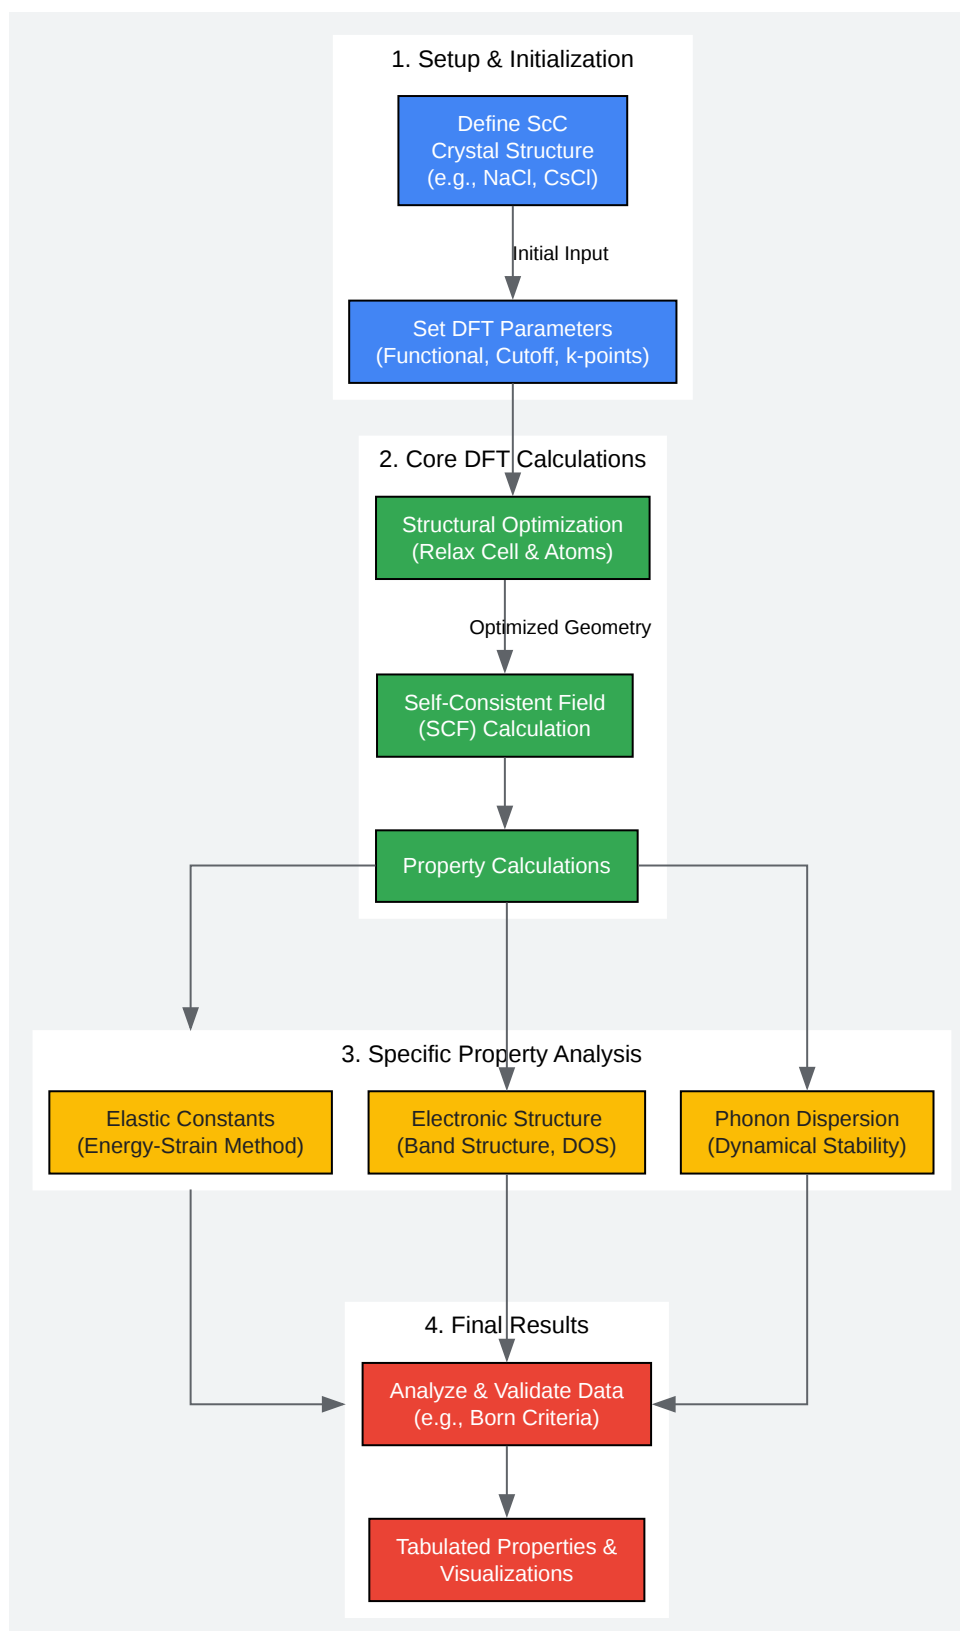 1. Setup & Initialization
Define ScC
Crystal Structure
(e.g., NaCl, CsCl)
Initial Input
Set DFT Parameters
(Functional, Cutoff, k-points)
2. Core DFT Calculations
Structural Optimization
(Relax Cell & Atoms)
Optimized Geometry
Self-Consistent Field
(SCF) Calculation
Property Calculations
3. Specific Property Analysis
Elastic Constants
(Energy-Strain Method)
Electronic Structure
(Band Structure, DOS)
Phonon Dispersion
(Dynamical Stability)
4. Final Results
Analyze & Validate Data
(e.g., Born Criteria)
Tabulated Properties &
Visualizations